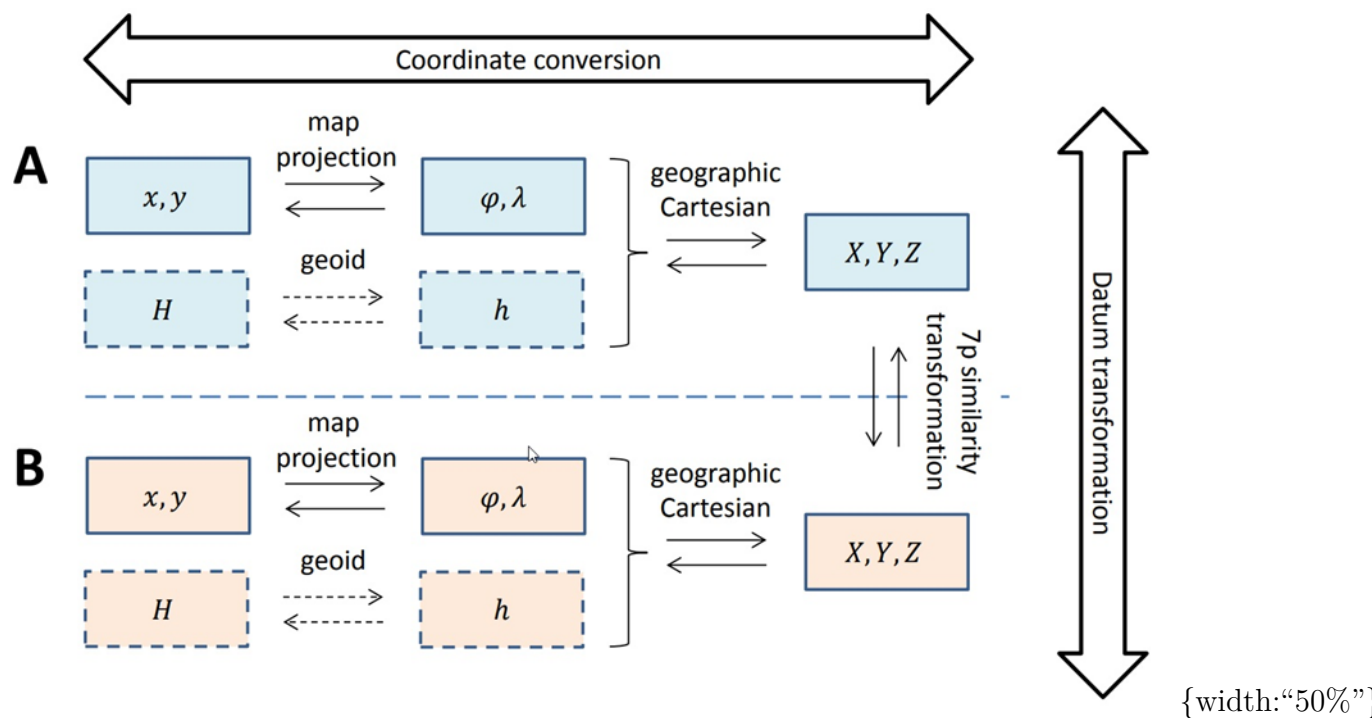 Coordinate conversion
A
map
projection
x, y
φ, λ
geographic
Cartesian
X, Y, Z
geoid
H
h
7p similarity
transformation
Datum transformation
B
map
projection
x, y
φ, λ
geographic
Cartesian
X, Y, Z
geoid
H
h
{width:“50%”}